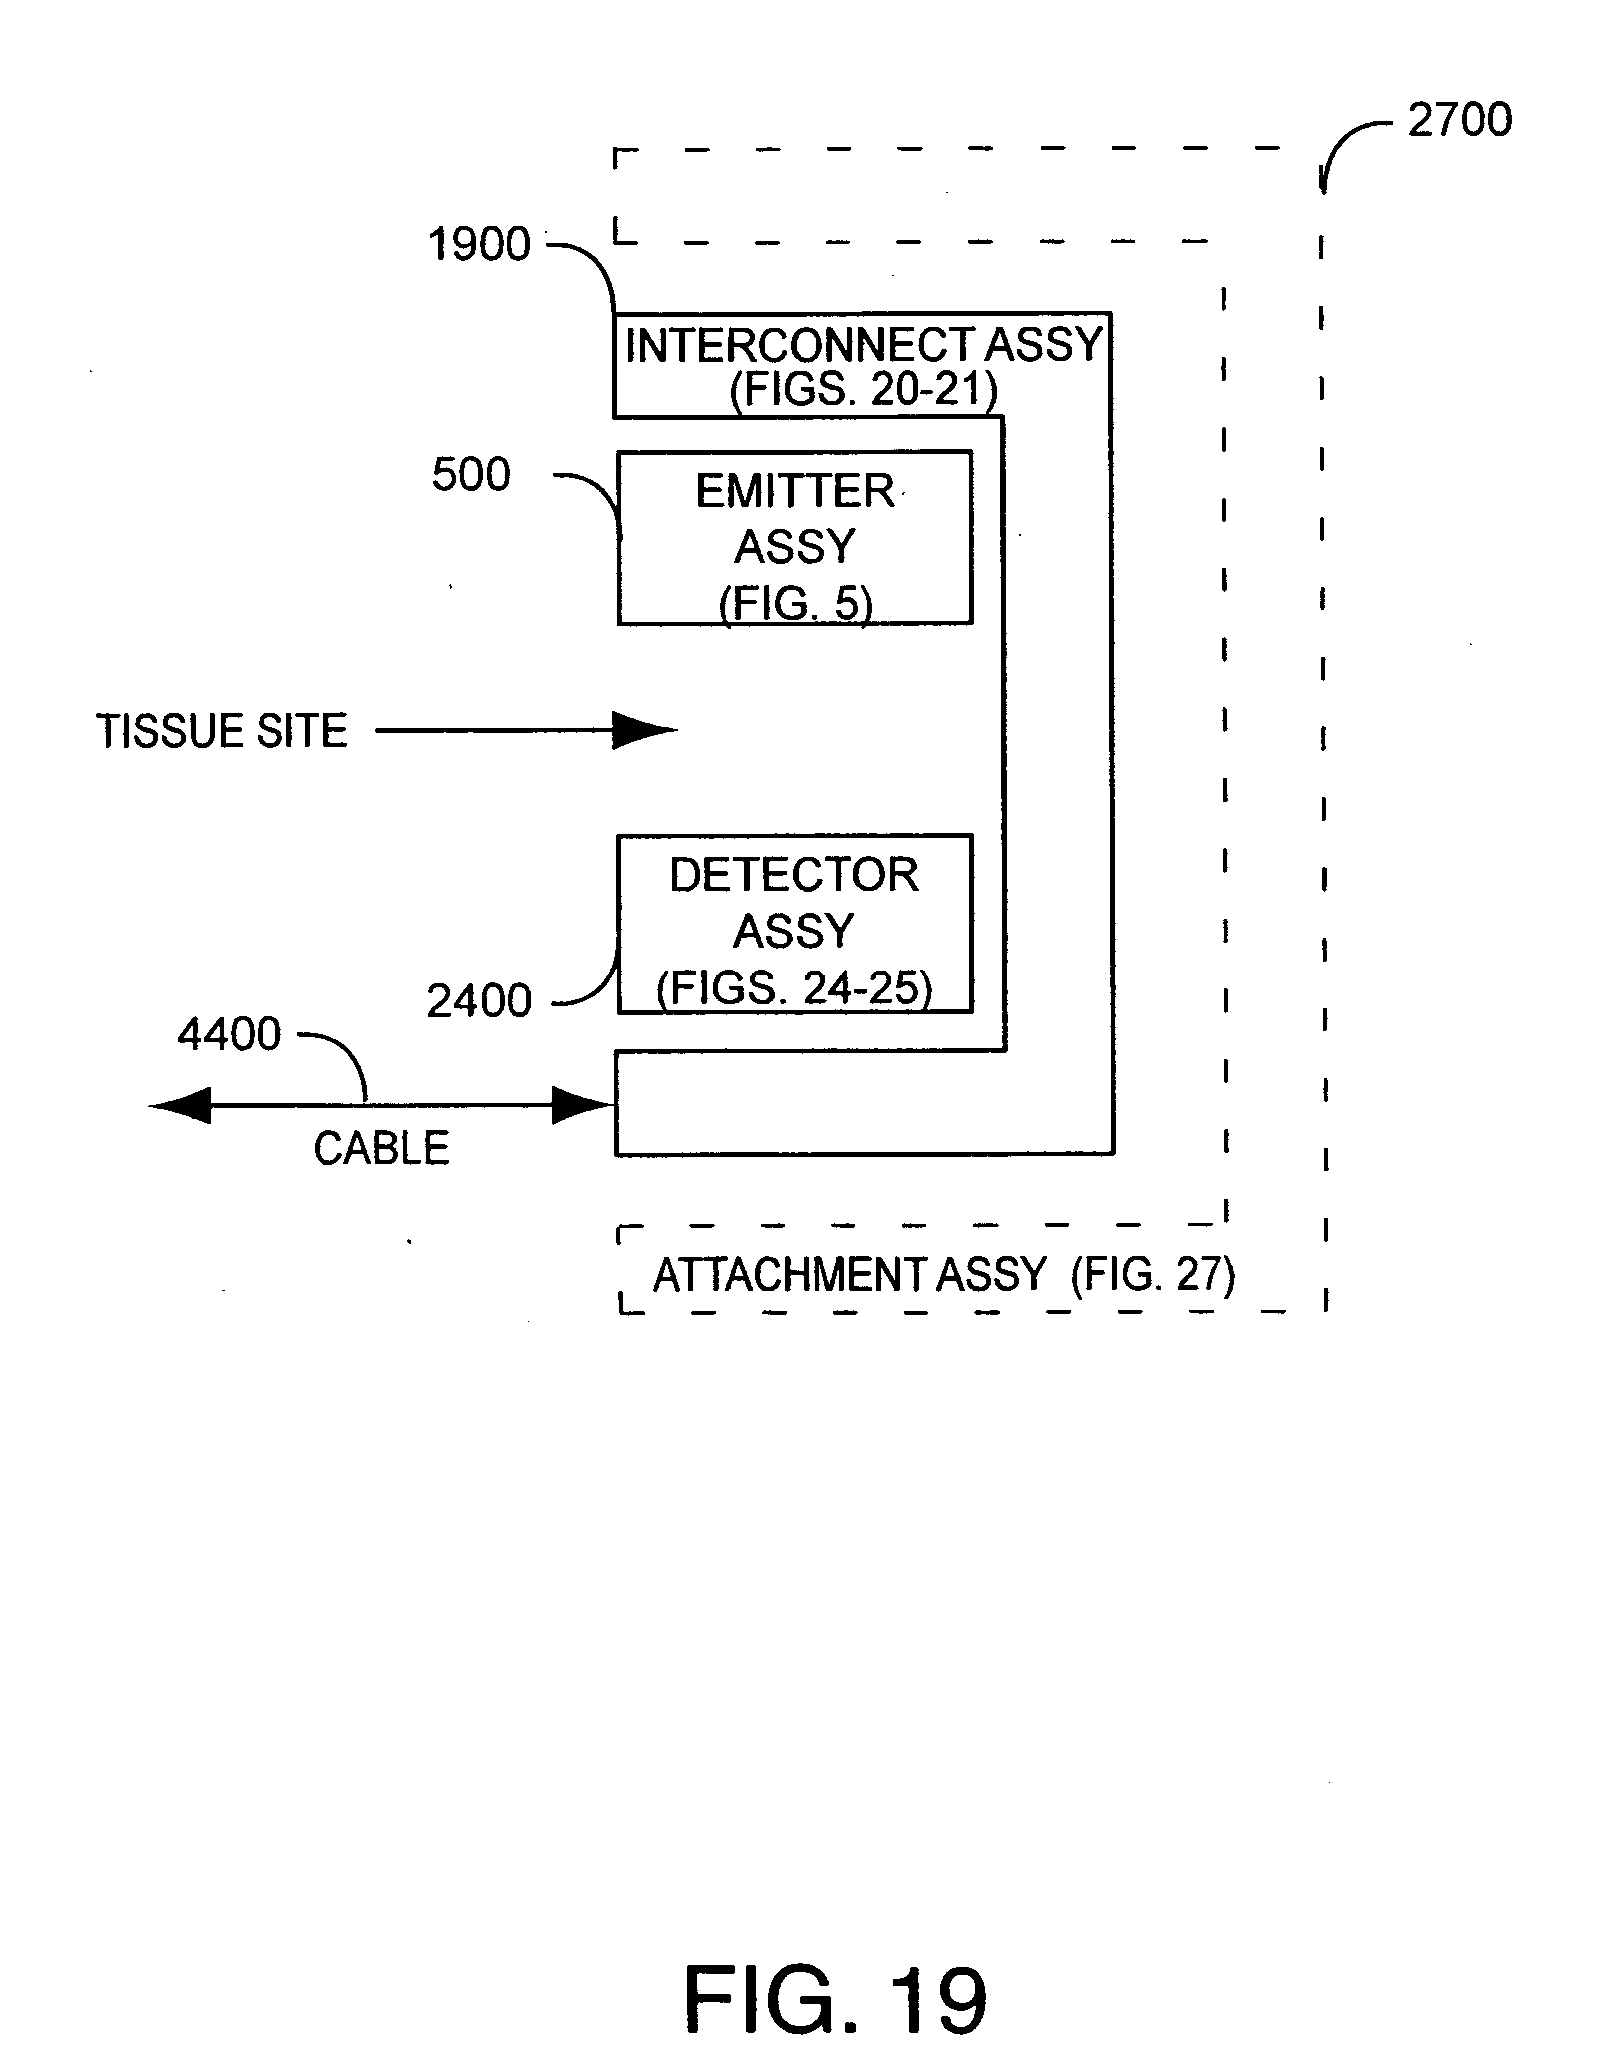 2700
1900
INTERCONNECT ASSY
(FIGS. 20-21)
500
EMITTER
ASSY
(FIG. 5)
TISSUE SITE
DETECTOR
ASSY
(FIGS. 24-25)
2400
4400
CABLE
ATTACHMENT ASSY (FIG. 27)
FIG. 19